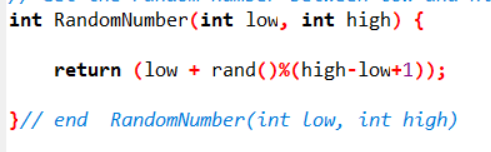 int RandomNumber(int low, int high) {
return (low + rand()%(high-low+1));
}// end  RandomNumber(int low, int high)